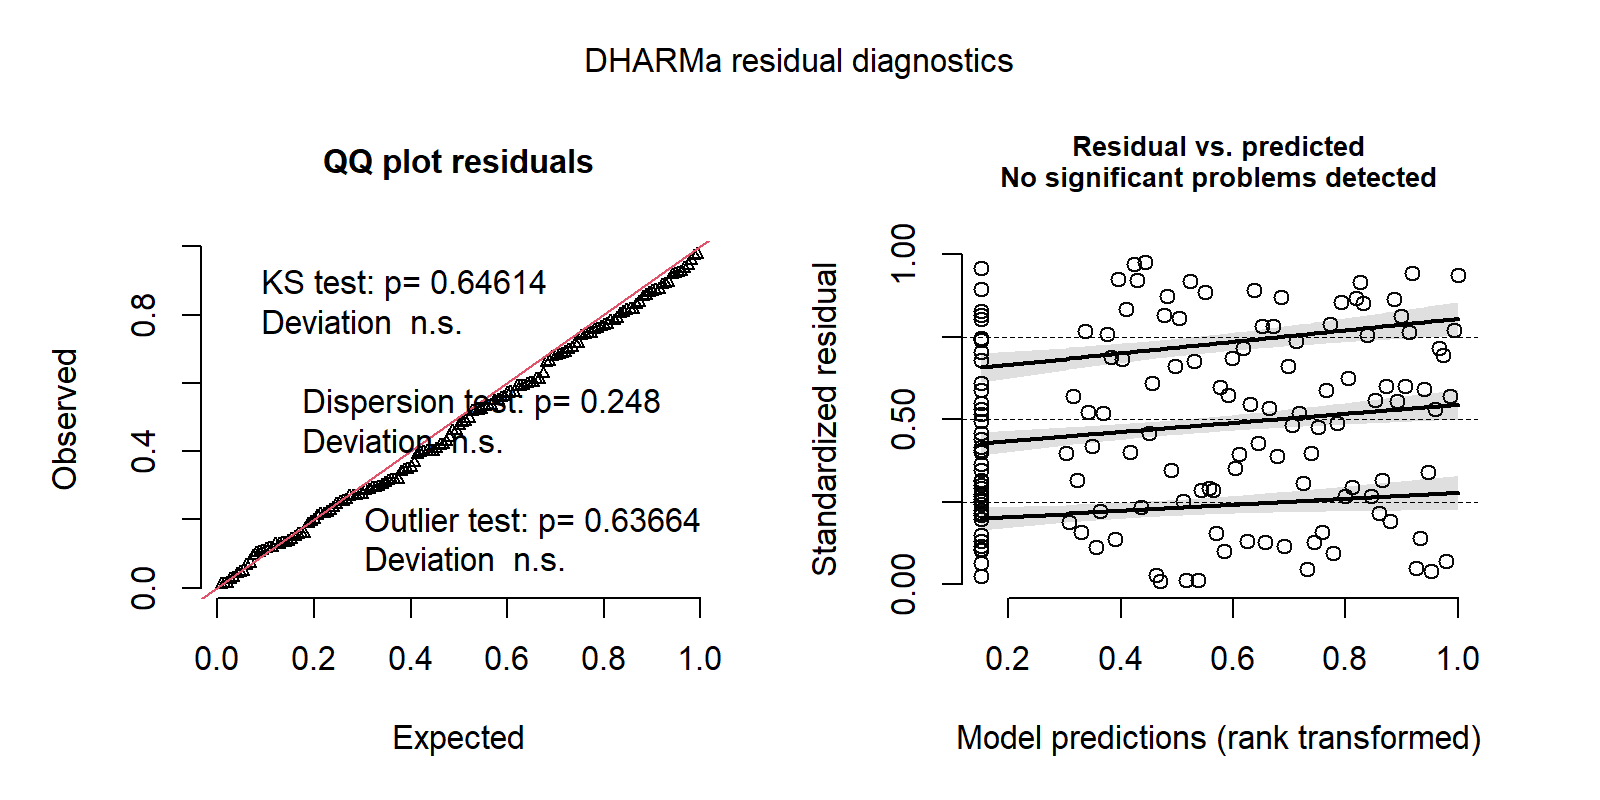 DHARMa residual diagnostics
QQ plot residuals
KS test: p= 0.64614
Deviation  n.s.
Dispersion test: p= 0.248
Deviation  n.s.
Outlier test: p= 0.63664
Deviation  n.s.
Observed
0.0
0.4
0.8
0.0 0.2 0.4 0.6 0.8 1.0
Expected
Residual vs. predicted
No significant problems detected
Standardized residual
0.00
0.50
1.00
0.2 0.4 0.6 0.8 1.0
Model predictions (rank transformed)